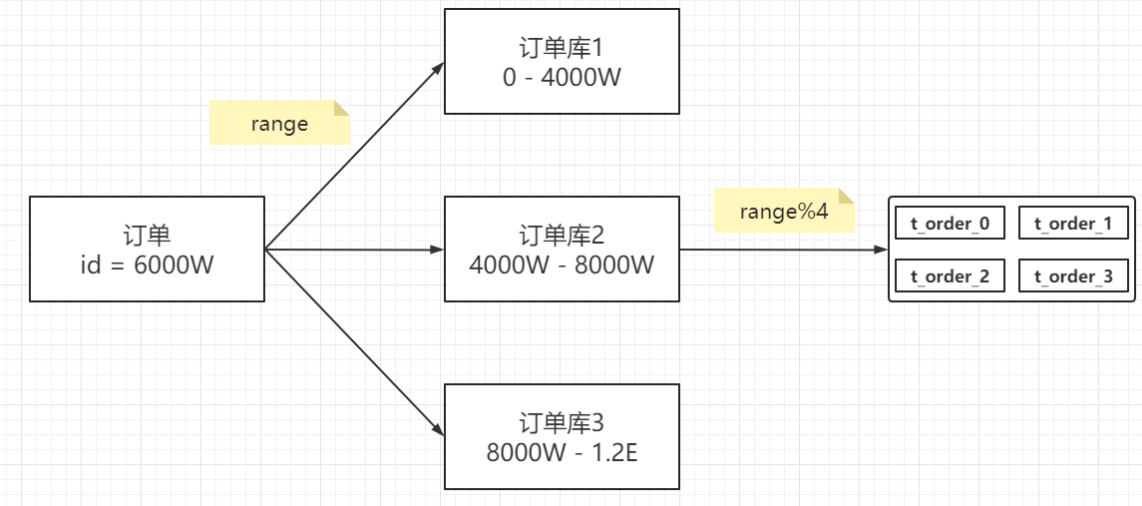 订单库1
0 - 4000W
range
订单
id = 6000W
订单库2
4000W - 8000W
range%4
t_order_0
t_order_1
t_order_2
t_order_3
订单库3
8000W - 1.2E